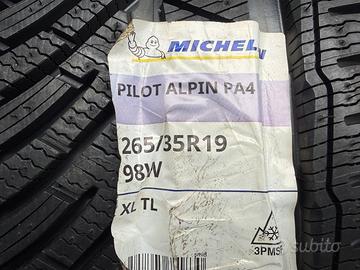 MICHELIN
PILOT ALPIN PA4
265/35R19
98W
XL TL
3PMSF
subito